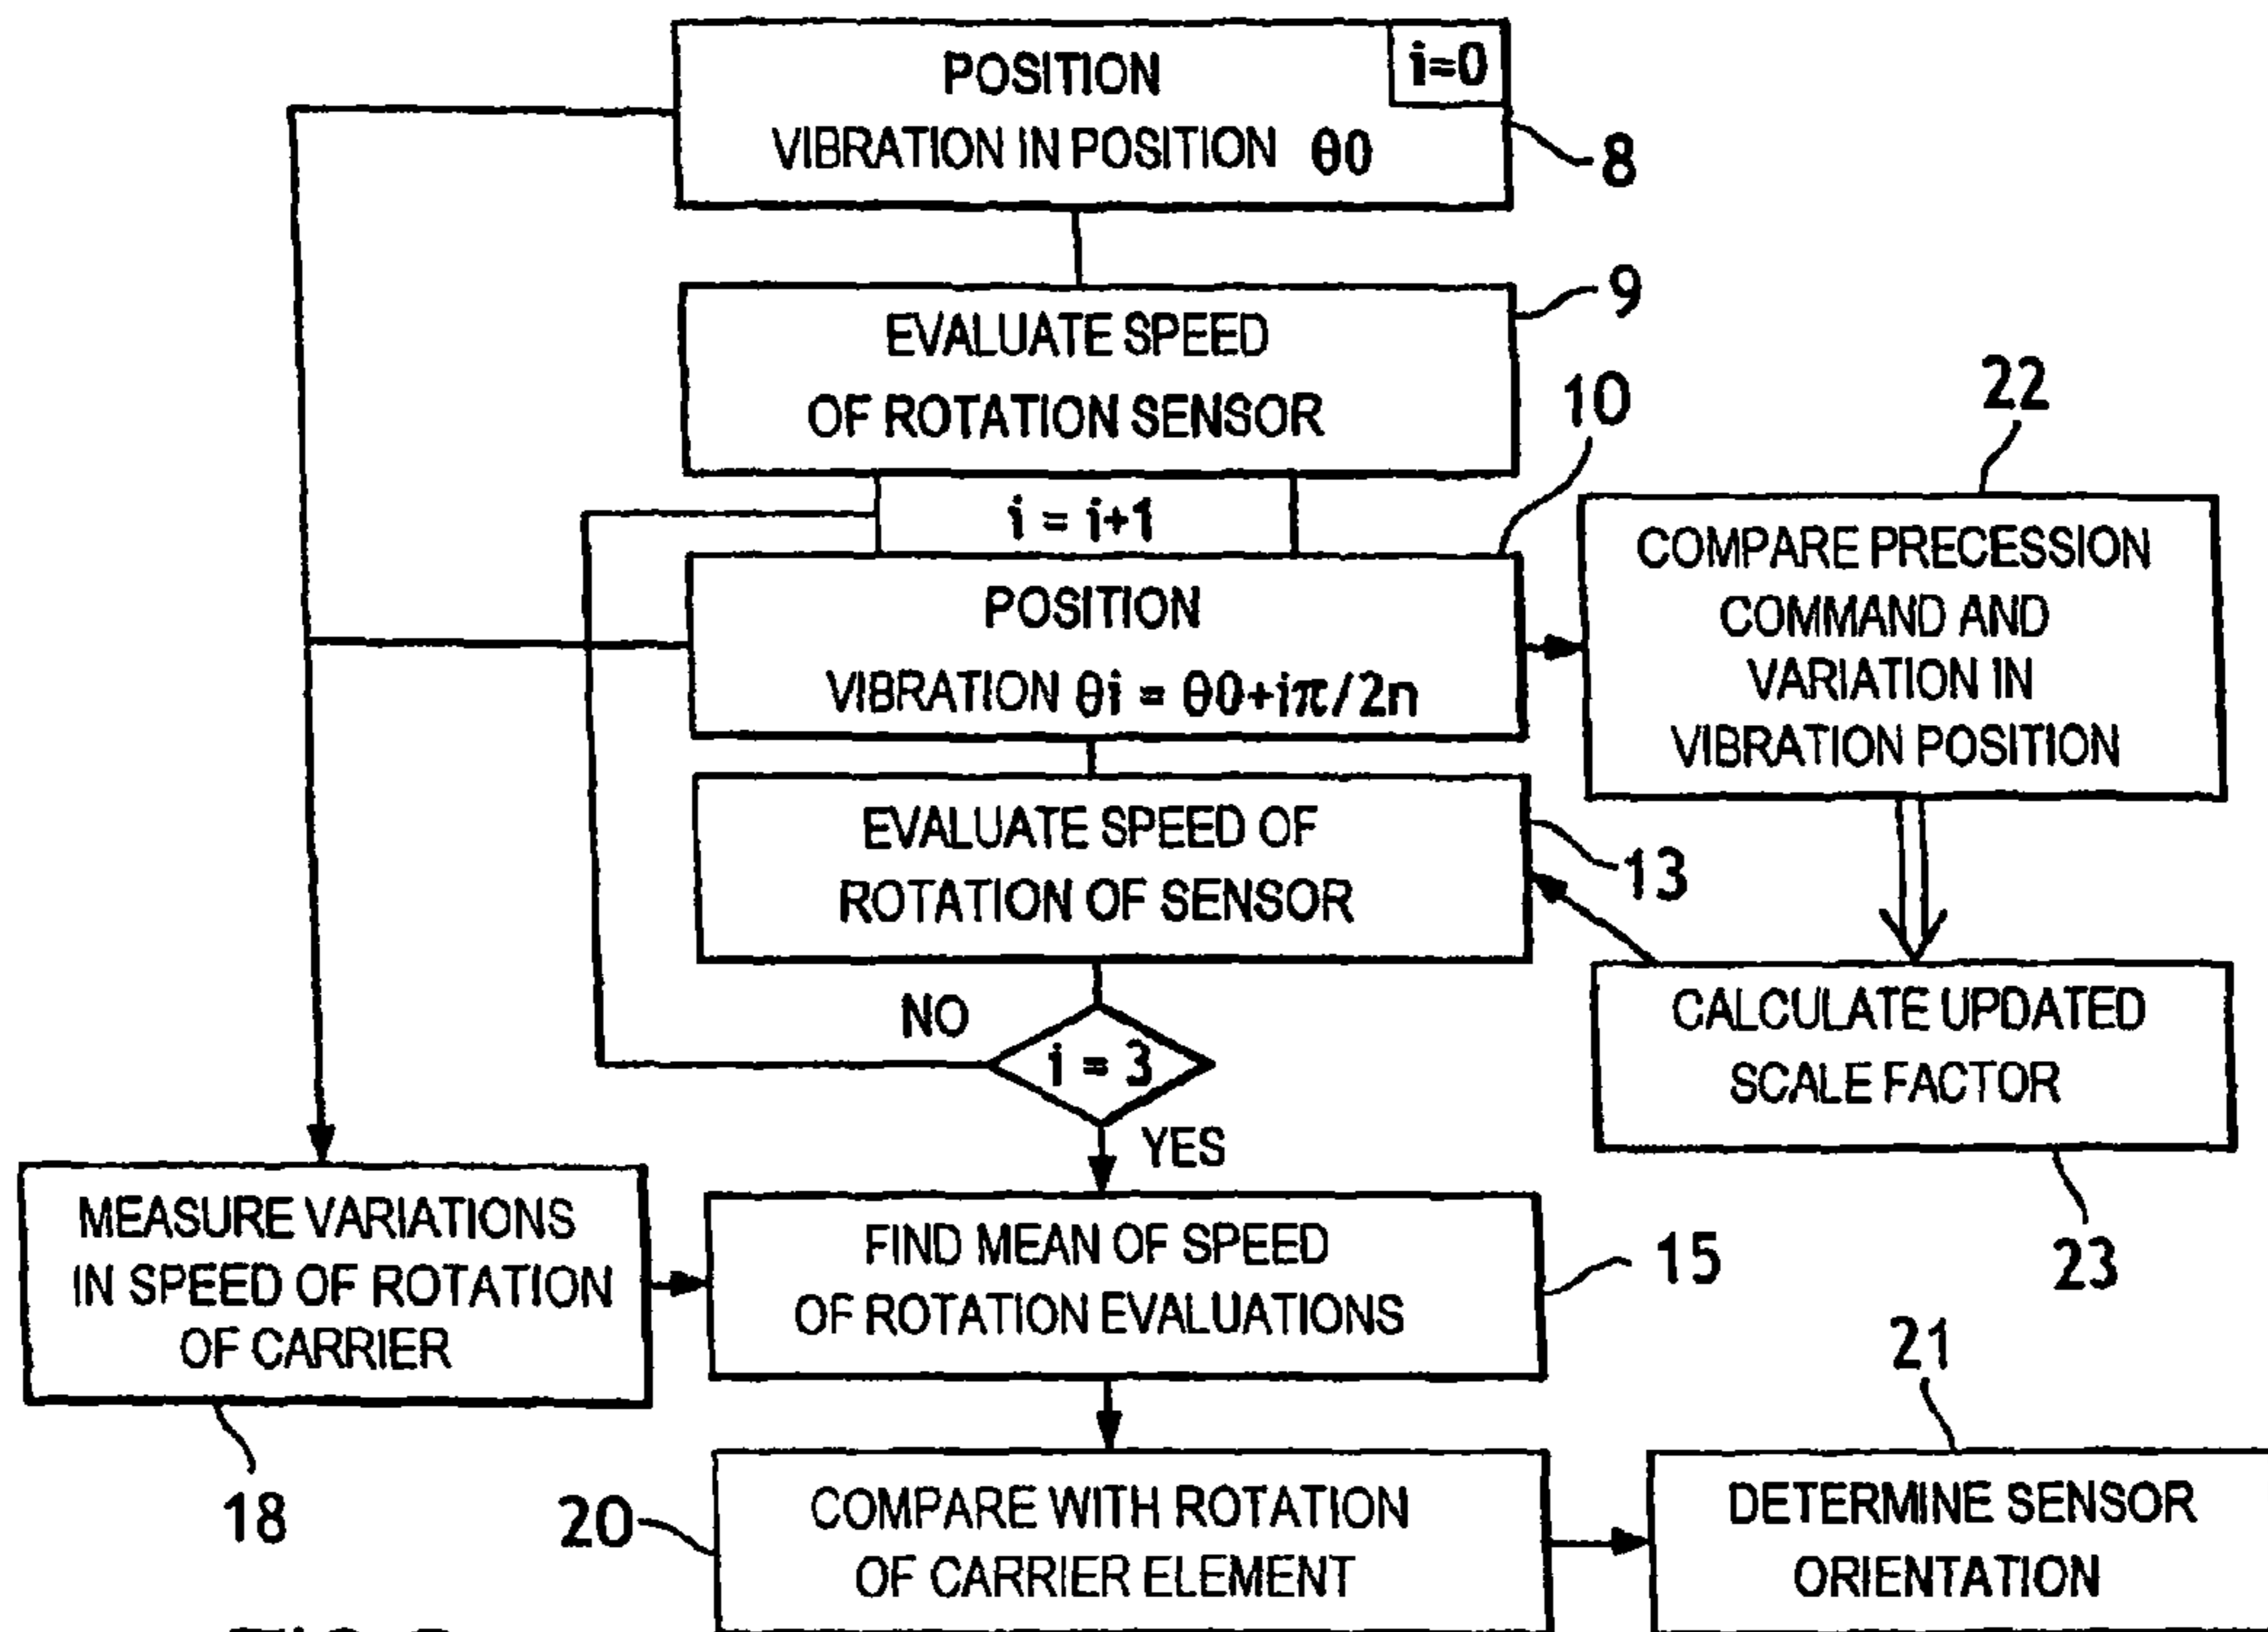 POSITION
i=0
VIBRATION IN POSITION θ0
8
EVALUATE SPEED
OF ROTATION SENSOR
9
i = i+1
10
POSITION
VIBRATION θi = θ0+iπ/2n
22
COMPARE PRECESSION
COMMAND AND
VARIATION IN
VIBRATION POSITION
EVALUATE SPEED OF
ROTATION OF SENSOR
13
CALCULATE UPDATED
SCALE FACTOR
23
NO
i = 3
YES
MEASURE VARIATIONS
IN SPEED OF ROTATION
OF CARRIER
18
FIND MEAN OF SPEED
OF ROTATION EVALUATIONS
15
20
COMPARE WITH ROTATION
OF CARRIER ELEMENT
21
DETERMINE SENSOR
ORIENTATION